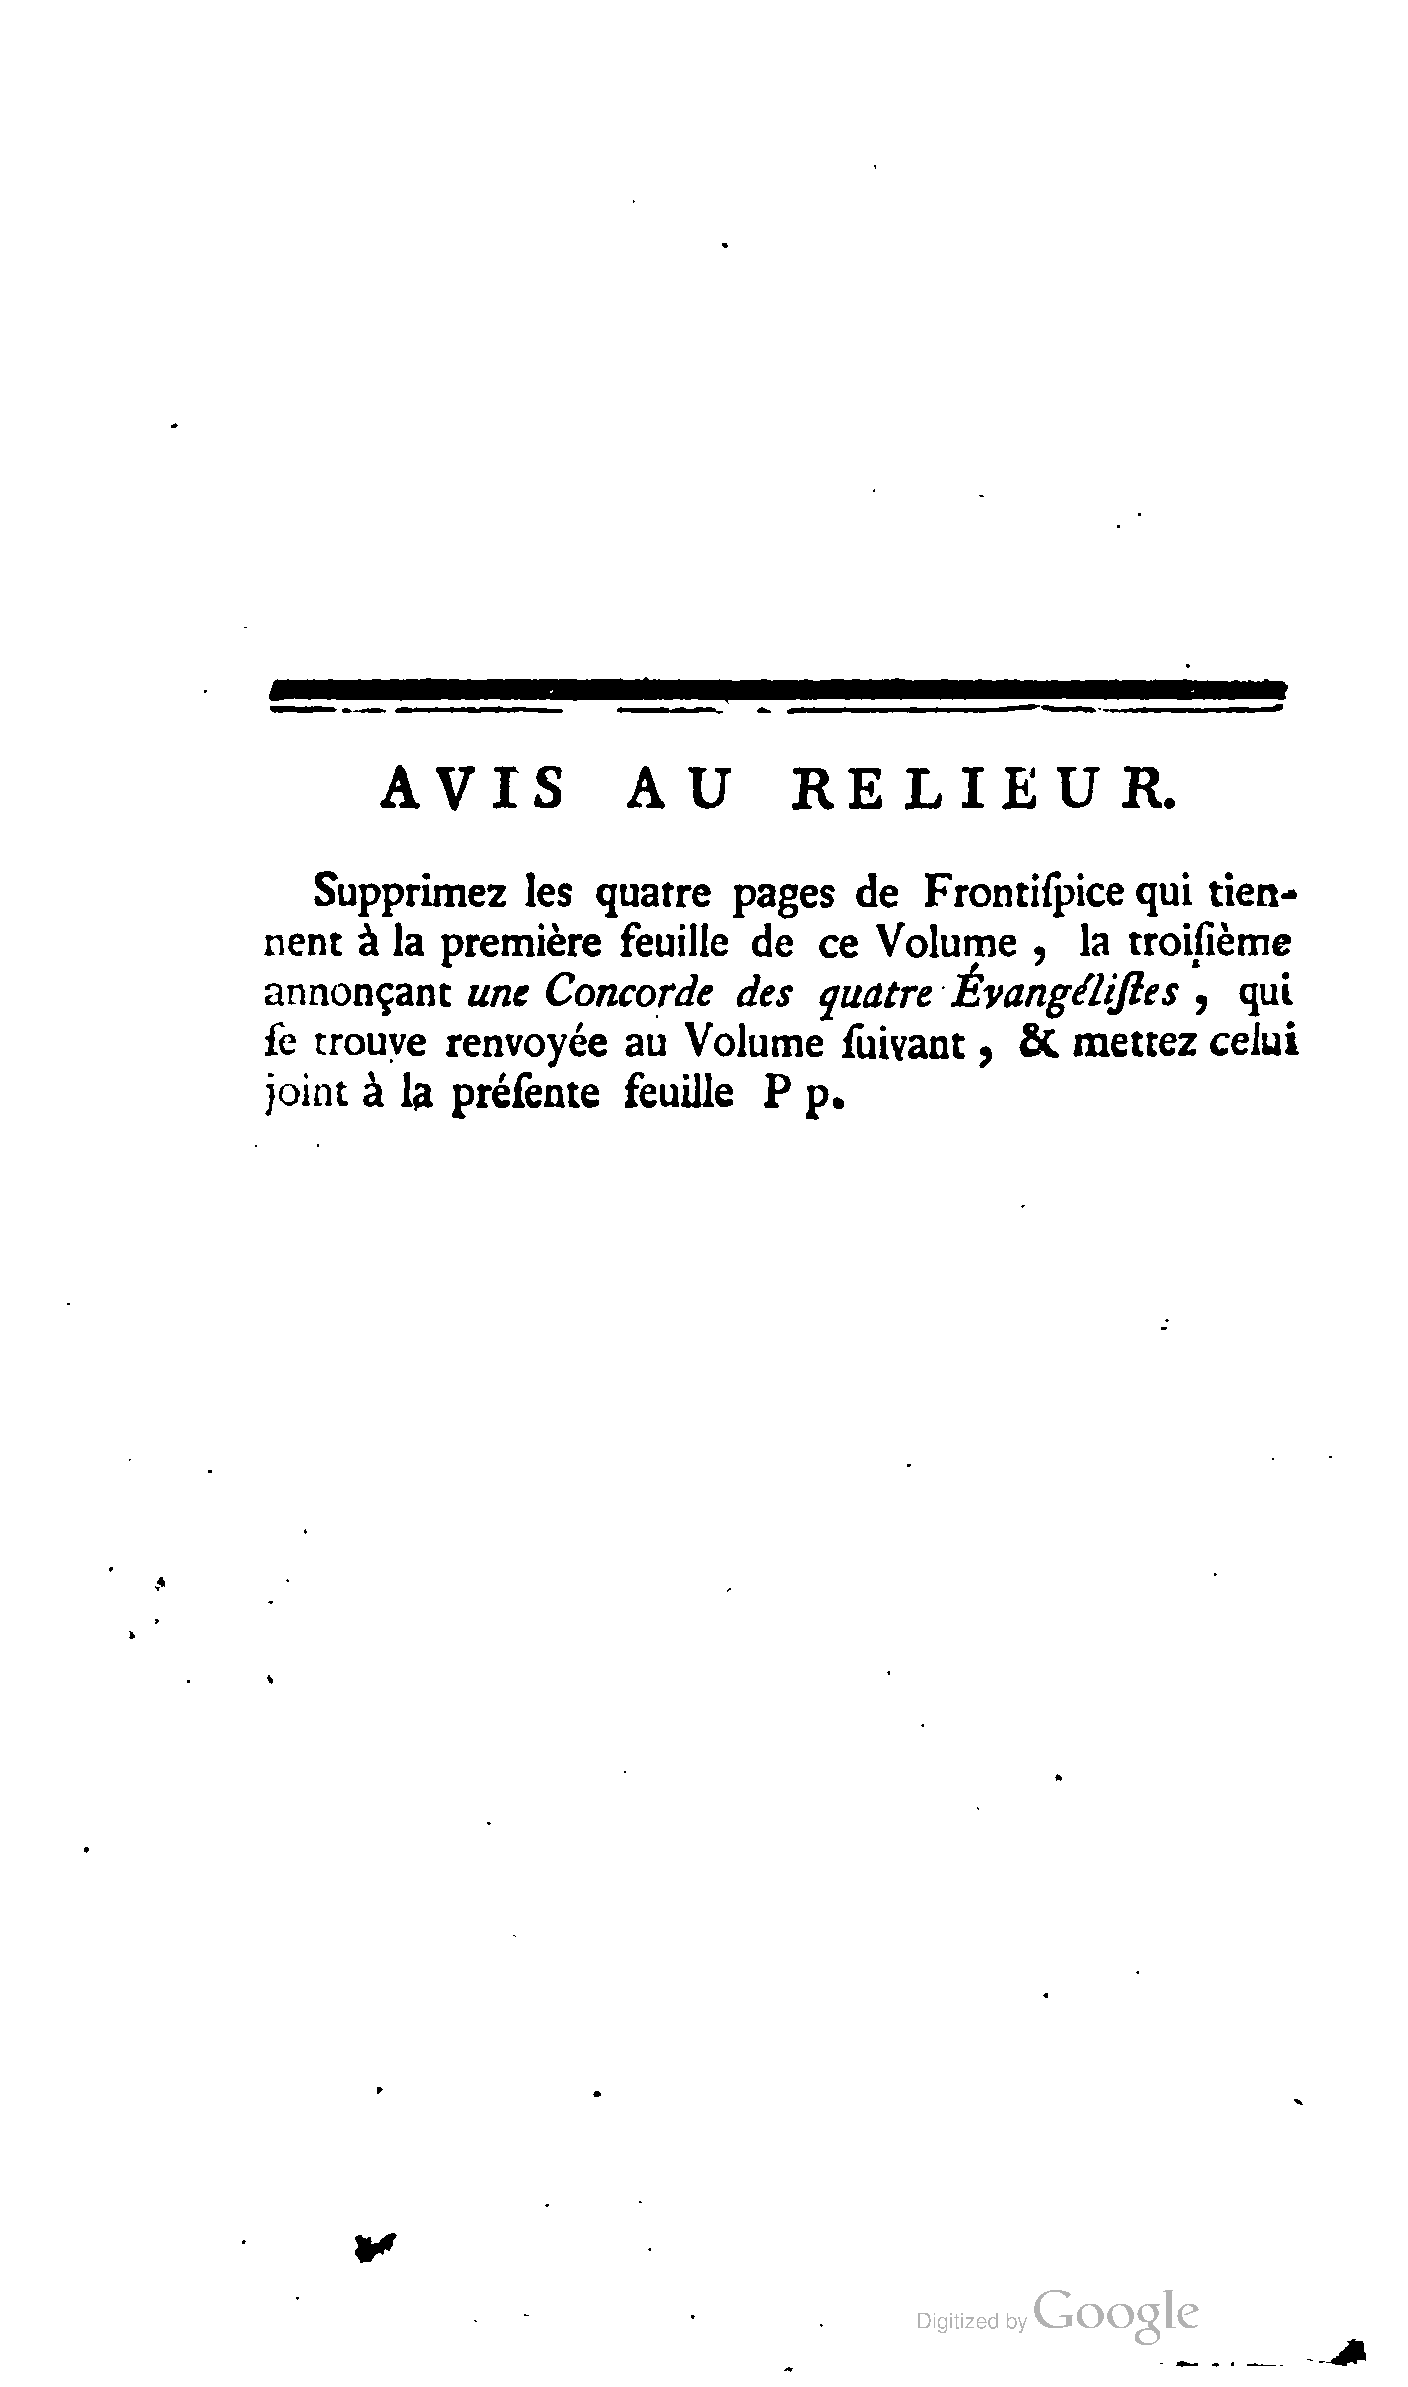 AVIS AU RELIEUR.
Supprimez les quatre pages de Frontiſpice qui tien-
nent à la première feuille de ce Volume , la troiſième
annonçant une Concorde des quatre Évangéliſtes , qui
ſe trouve renvoyée au Volume ſuivant , & mettez celui
joint à la préſente feuille P p.
Digitized by Google